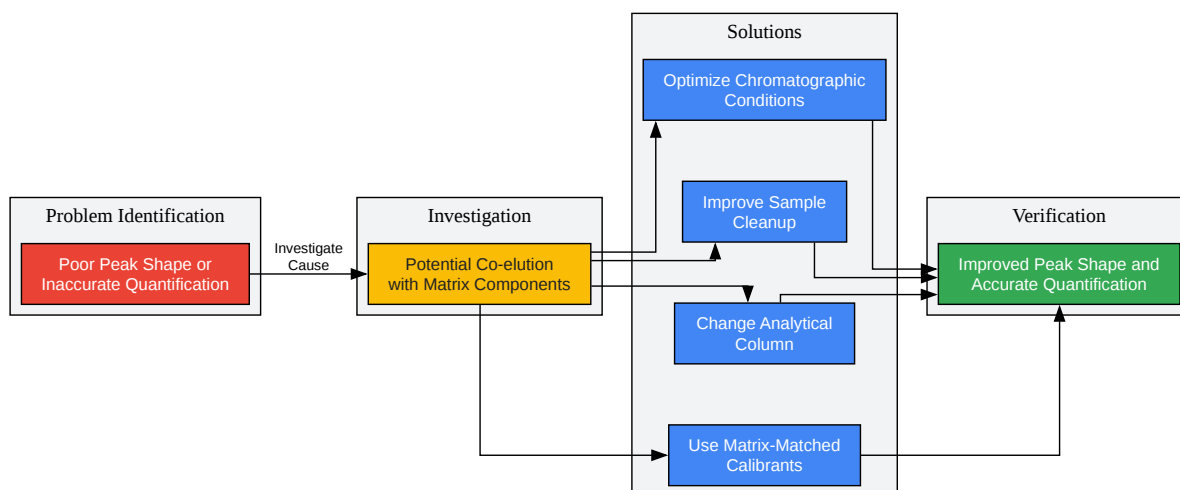 Problem Identification
Poor Peak Shape or
Inaccurate Quantification
Investigate
Cause
Investigation
Potential Co-elution
with Matrix Components
Solutions
Optimize Chromatographic
Conditions
Improve Sample
Cleanup
Change Analytical
Column
Use Matrix-Matched
Calibrants
Verification
Improved Peak Shape and
Accurate Quantification